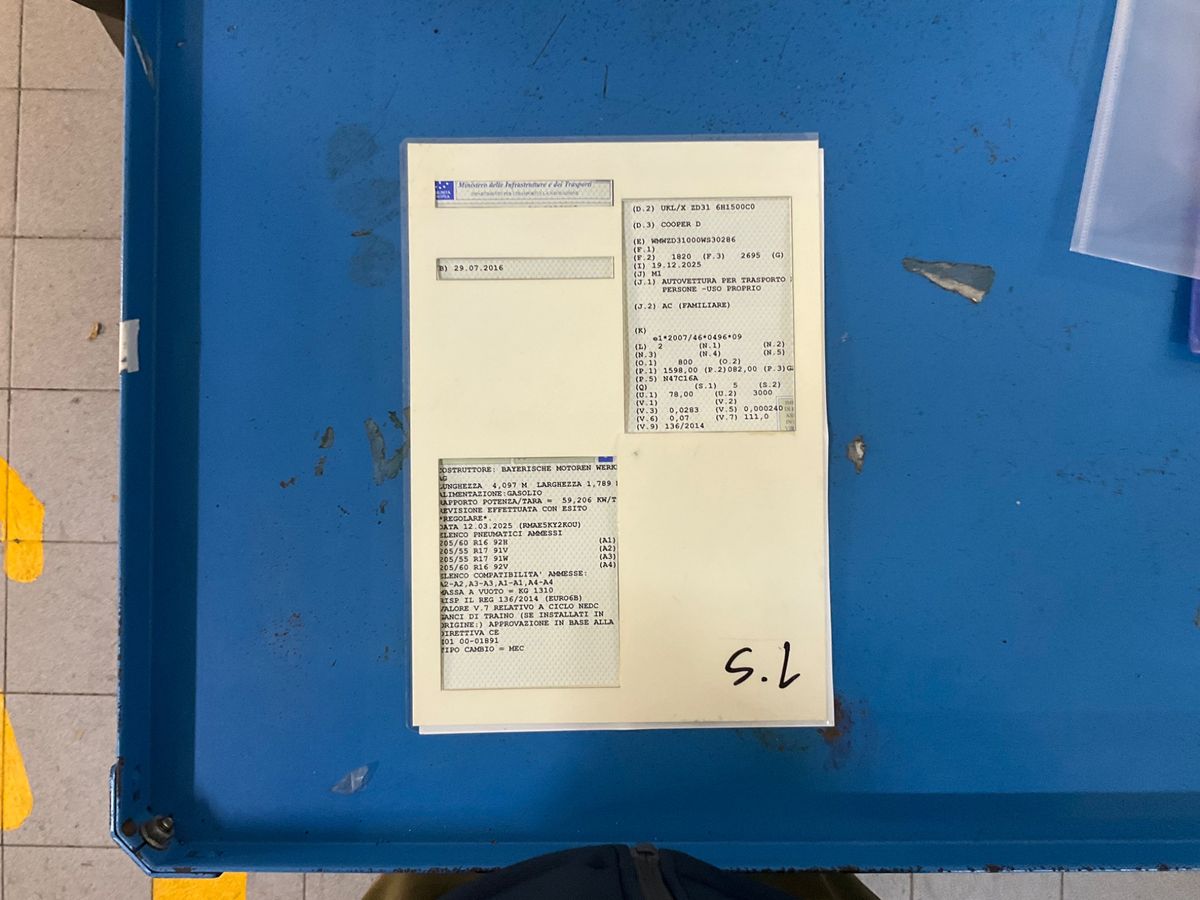 Ministero delle Infrastrutture e dei Trasporti
B) 29.07.2016
(D.2) UKL/X ZD31 6H1500C0
(D.3) COOPER D
(E) WMWZD31000WS30286
(F.1)
(F.2) 1820 (F.3) 2695 (G)
(I) 19.12.2025
(J) M1
(J.1) AUTOVETTURA PER TRASPORTO
PERSONE -USO PROPRIO
(J.2) AC (FAMILIARE)
(K)
e1*2007/46*0496*09
(L) 2 (N.1) (N.2)
(N.3) (N.4) (N.5)
(O.1) 800 (O.2)
(P.1) 1598,00 (P.2)082,00 (P.3)G
(P.5) N47C16A
(Q) (S.1) 5 (S.2)
(U.1) 78,00 (U.2) 3000
(V.1) (V.2)
(V.3) 0,0283 (V.5) 0,000240
(V.6) 0,07 (V.7) 111,0
(V.9) 136/2014
OSTRUTTORE: BAYERISCHE MOTOREN WERK
G
UNGHEZZA 4,097 M LARGHEZZA 1,789
LIMENTAZIONE:GASOLIO
APPORTO POTENZA/TARA = 59,206 KW/T
EVISIONE EFFETTUATA CON ESITO
*REGOLARE*.
DATA 12.03.2025 (RMAE5KY2KOU)
ELENCO PNEUMATICI AMMESSI
205/60 R16 92H (A1)
205/55 R17 91V (A2)
205/55 R17 91W (A3)
205/60 R16 92V (A4)
ELENCO COMPATIBILITA' AMMESSE:
A2-A2,A3-A3,A1-A1,A4-A4
MASSA A VUOTO = KG 1310
RISP IL REG 136/2014 (EURO6B)
VALORE V.7 RELATIVO A CICLO NEDC
GANCI DI TRAINO (SE INSTALLATI IN
ORIGINE:) APPROVAZIONE IN BASE ALLA
DIRETTIVA CE
E01 00-01891
TIPO CAMBIO = MEC